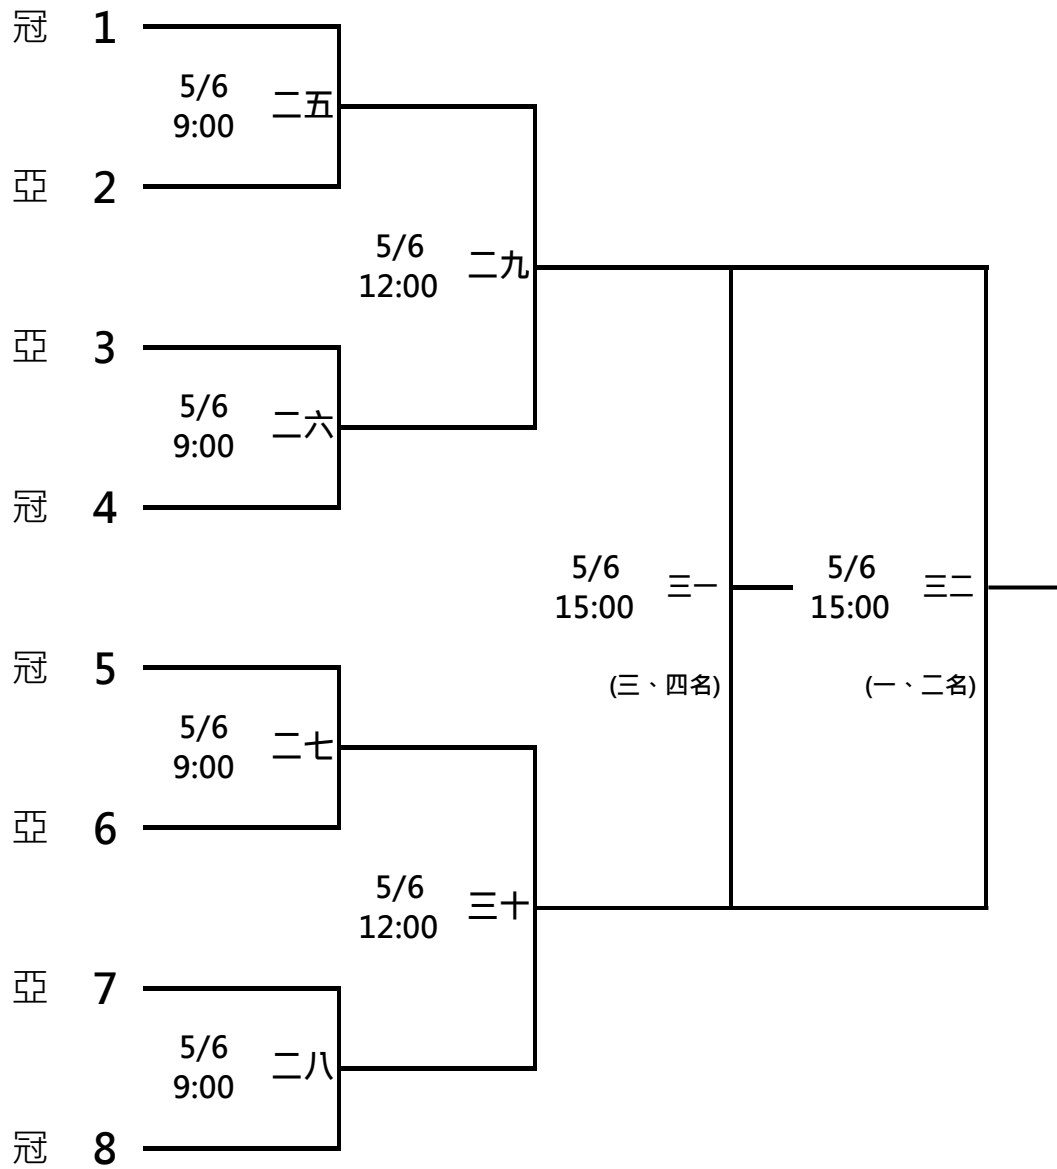 冠 1
5/6
9:00
二五
亞 2
5/6
12:00
二九
亞 3
5/6
9:00
二六
冠 4
5/6
15:00
三一
(三、四名)
5/6
15:00
三二
(一、二名)
冠 5
5/6
9:00
二七
亞 6
5/6
12:00
三十
亞 7
5/6
9:00
二八
冠 8